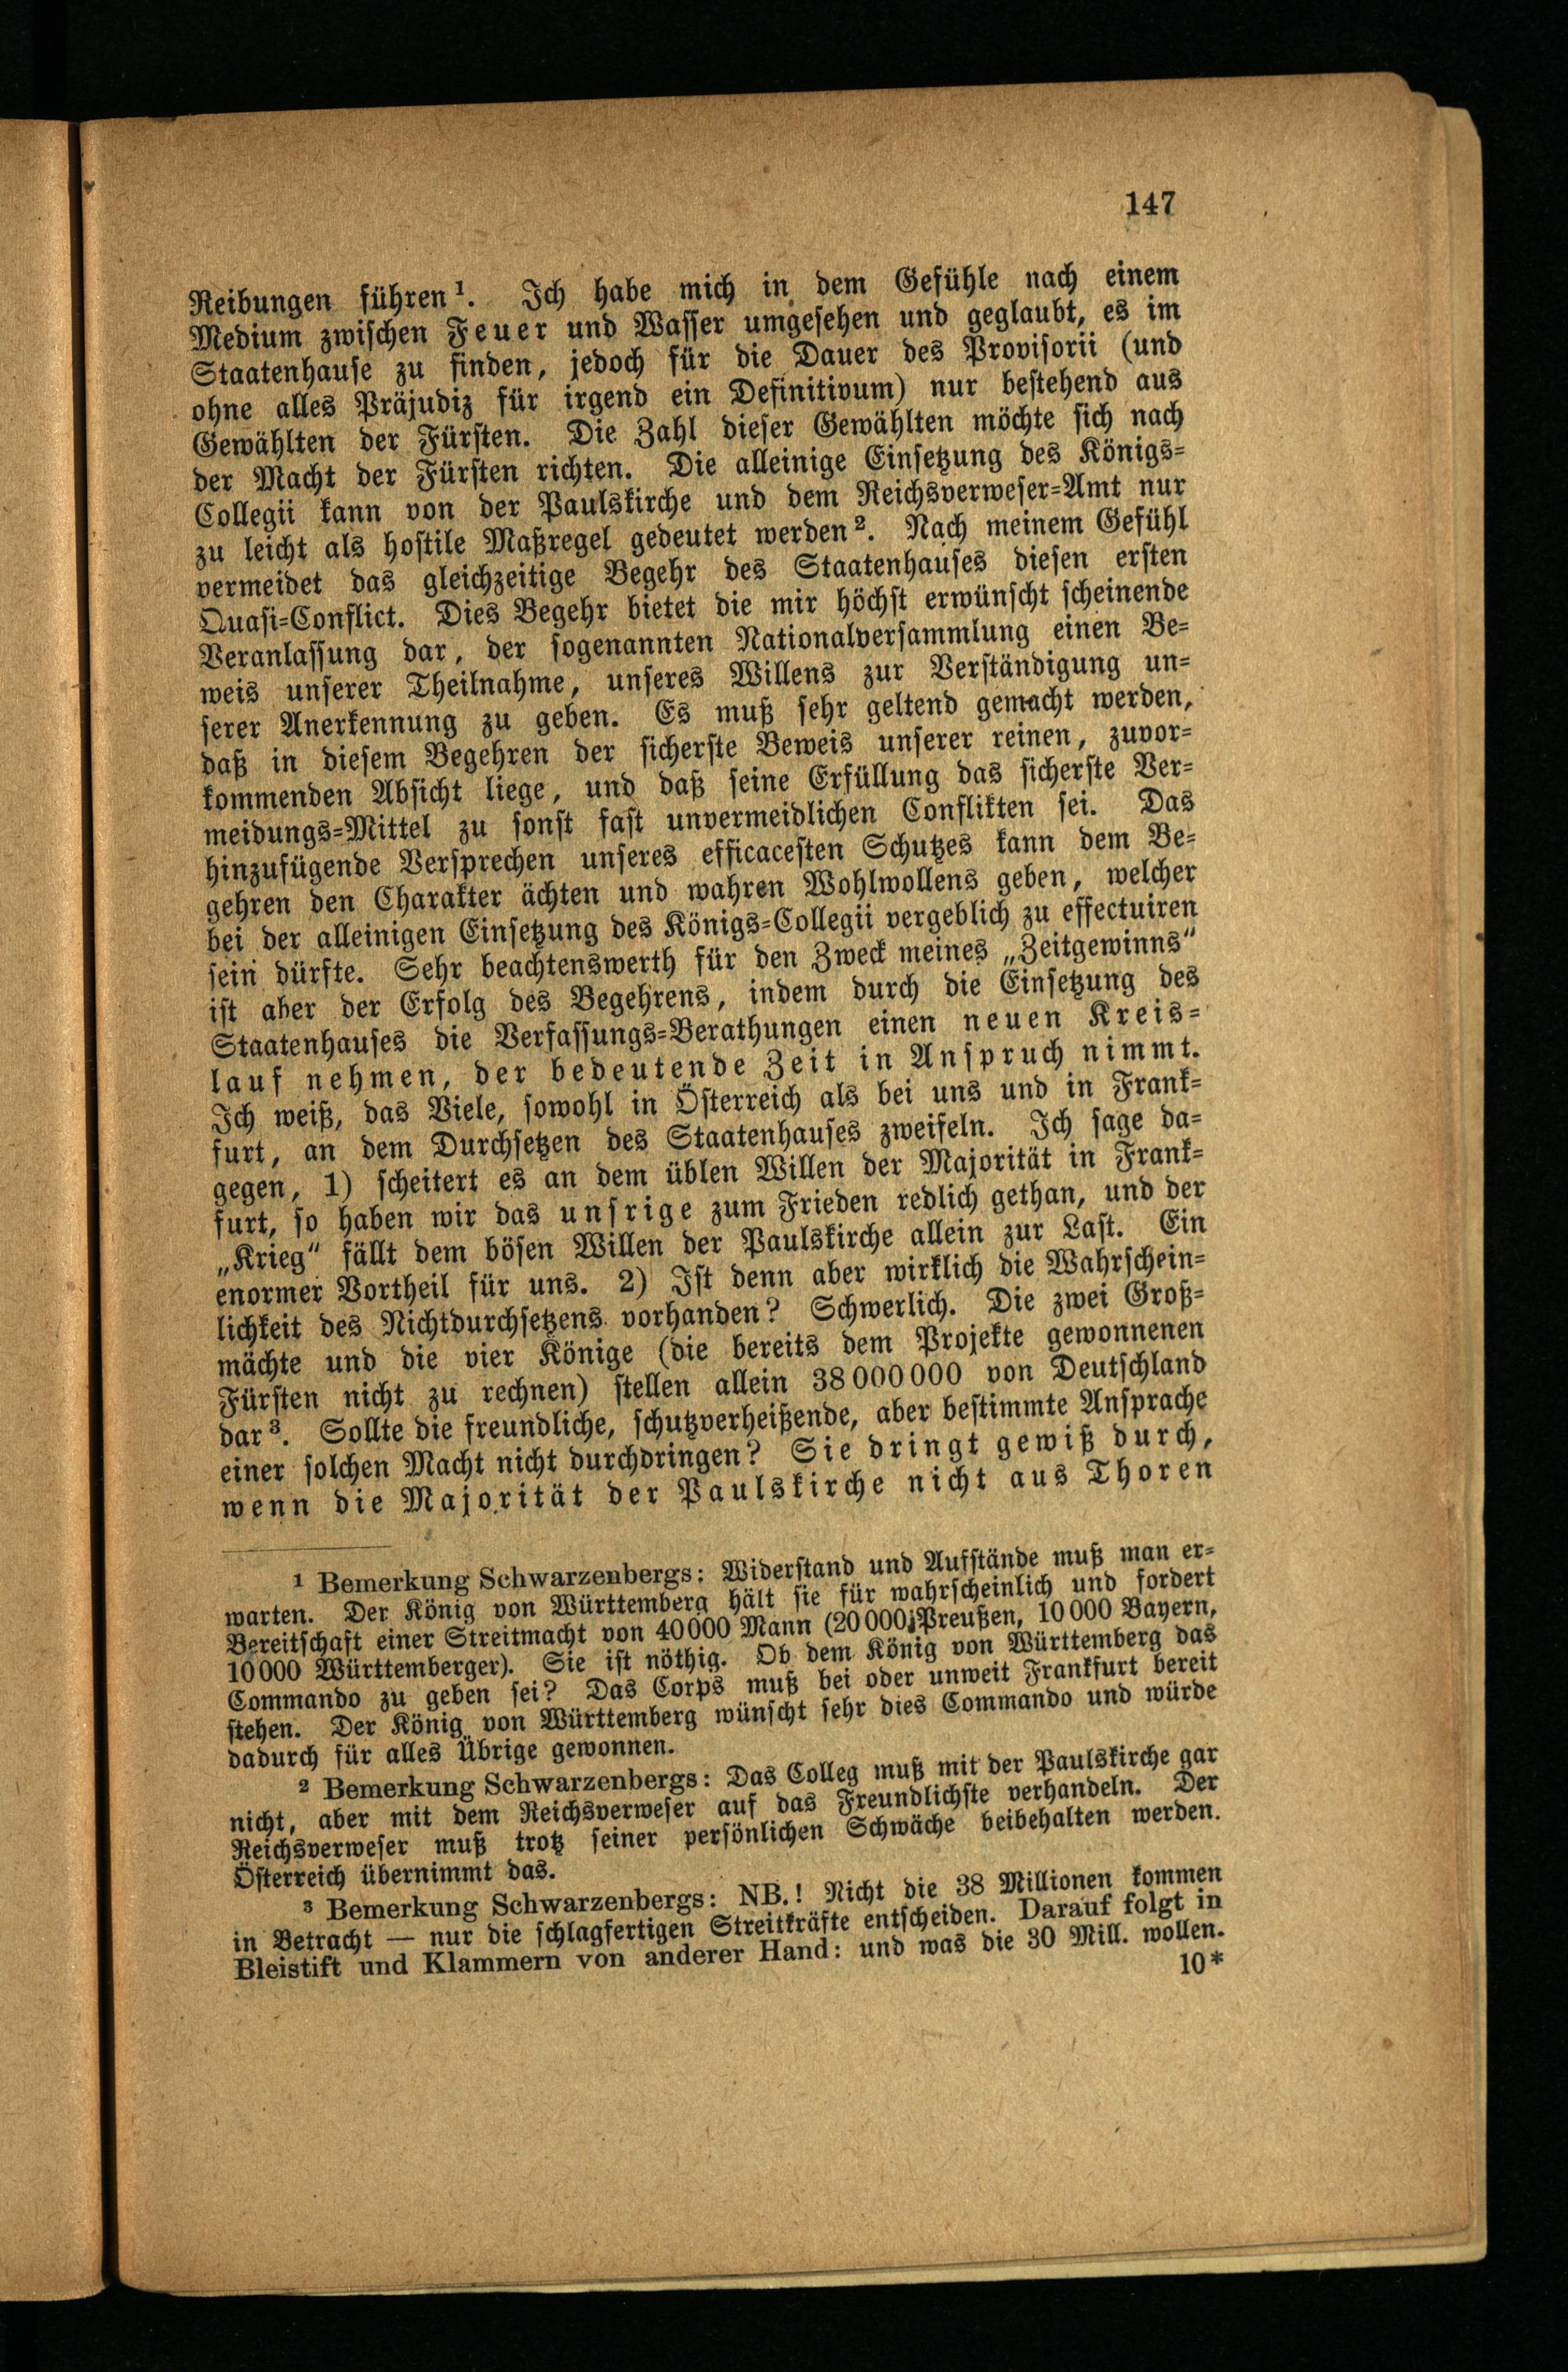 147
Reibungen führen¹. Ich habe mich in dem Gefühle nach einem
Medium zwischen Feuer und Wasser umgesehen und geglaubt, es im
Staatenhause zu finden, jedoch für die Dauer des Provisorii (und
ohne alles Präjudiz für irgend ein Definitivum) nur bestehend aus
Gewählten der Fürsten. Die Zahl dieser Gewählten möchte sich nach
der Macht der Fürsten richten. Die alleinige Einsetzung des Königs-
Collegii kann von der Paulskirche und dem Reichsverweser-Amt nur
zu leicht als hostile Maßregel gedeutet werden². Nach meinem Gefühl
vermeidet das gleichzeitige Begehr des Staatenhauses diesen ersten
Quasi-Conflict. Dies Begehr bietet die mir höchst erwünscht scheinende
Veranlassung dar, der sogenannten Nationalversammlung einen Be-
weis unserer Theilnahme, unseres Willens zur Verständigung un-
serer Anerkennung zu geben. Es muß sehr geltend gemacht werden,
daß in diesem Begehren der sicherste Beweis unserer reinen, zuvor-
kommenden Absicht liege, und daß seine Erfüllung das sicherste Ver-
meidungs-Mittel zu sonst fast unvermeidlichen Conflikten sei. Das
hinzufügende Versprechen unseres efficacesten Schutzes kann dem Be-
gehren den Charakter ächten und wahren Wohlwollens geben, welcher
bei der alleinigen Einsetzung des Königs-Collegii vergeblich zu effectuiren
sein dürfte. Sehr beachtenswerth für den Zweck meines „Zeitgewinns“
ist aber der Erfolg des Begehrens, indem durch die Einsetzung des
Staatenhauses die Verfassungs-Berathungen einen neuen Kreis-
lauf nehmen, der bedeutende Zeit in Anspruch nimmt.
Ich weiß, das Viele, sowohl in Österreich als bei uns und in Frank-
furt, an dem Durchsetzen des Staatenhauses zweifeln. Ich sage da-
gegen, 1) scheitert es an dem üblen Willen der Majorität in Frank-
furt, so haben wir das unsrige zum Frieden redlich gethan, und der
„Krieg“ fällt dem bösen Willen der Paulskirche allein zur Last. Ein
enormer Vortheil für uns. 2) Ist denn aber wirklich die Wahrschein-
lichkeit des Nichtdurchsetzens vorhanden? Schwerlich. Die zwei Groß-
mächte und die vier Könige (die bereits dem Projekte gewonnenen
Fürsten nicht zu rechnen) stellen allein 38 000 000 von Deutschland
dar³. Sollte die freundliche, schutzverheißende, aber bestimmte Ansprache
einer solchen Macht nicht durchdringen? Sie dringt gewiß durch,
wenn die Majorität der Paulskirche nicht aus Thoren
¹ Bemerkung Schwarzenbergs: Widerstand und Aufstände muß man er-
warten. Der König von Württemberg hält sie für wahrscheinlich und fordert
Bereitschaft einer Streitmacht von 40 000 Mann (20 000 Preußen, 10 000 Bayern,
10 000 Württemberger). Sie ist nöthig. Ob dem König von Württemberg das
Commando zu geben sei? Das Corps muß bei oder unweit Frankfurt bereit
stehen. Der König von Württemberg wünscht sehr dies Commando und würde
dadurch für alles Übrige gewonnen.
² Bemerkung Schwarzenbergs: Das Colleg muß mit der Paulskirche gar
nicht, aber mit dem Reichsverweser auf das Freundlichste verhandeln. Der
Reichsverweser muß trotz seiner persönlichen Schwäche beibehalten werden.
Österreich übernimmt das.
³ Bemerkung Schwarzenbergs: NB.! Nicht die 38 Millionen kommen
in Betracht — nur die schlagfertigen Streitkräfte entscheiden. Darauf folgt in
Bleistift und Klammern von anderer Hand: und was die 30 Mill. wollen.
10*